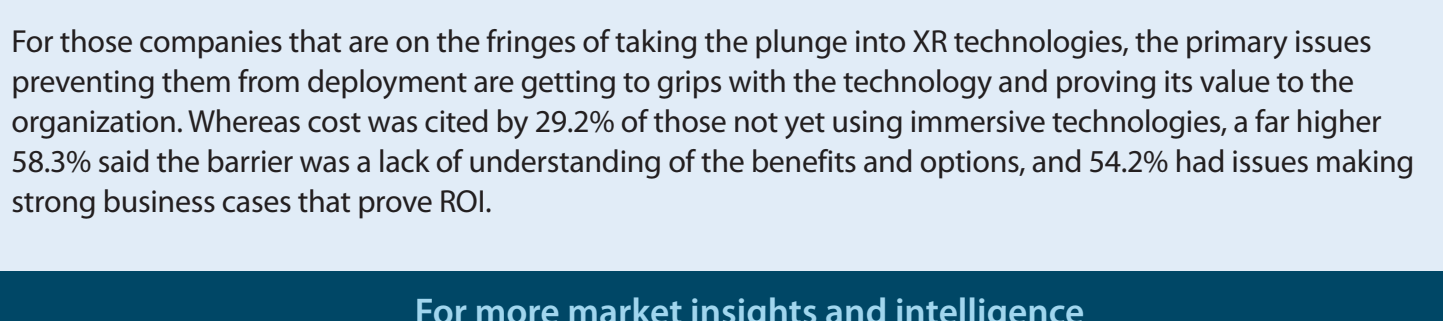 For those companies that are on the fringes of taking the plunge into XR technologies, the primary issues
preventing them from deployment are getting to grips with the technology and proving its value to the
organization. Whereas cost was cited by 29.2% of those not yet using immersive technologies, a far higher
58.3% said the barrier was a lack of understanding of the benefits and options, and 54.2% had issues making
strong business cases that prove ROI.
For more market insights and intelligence